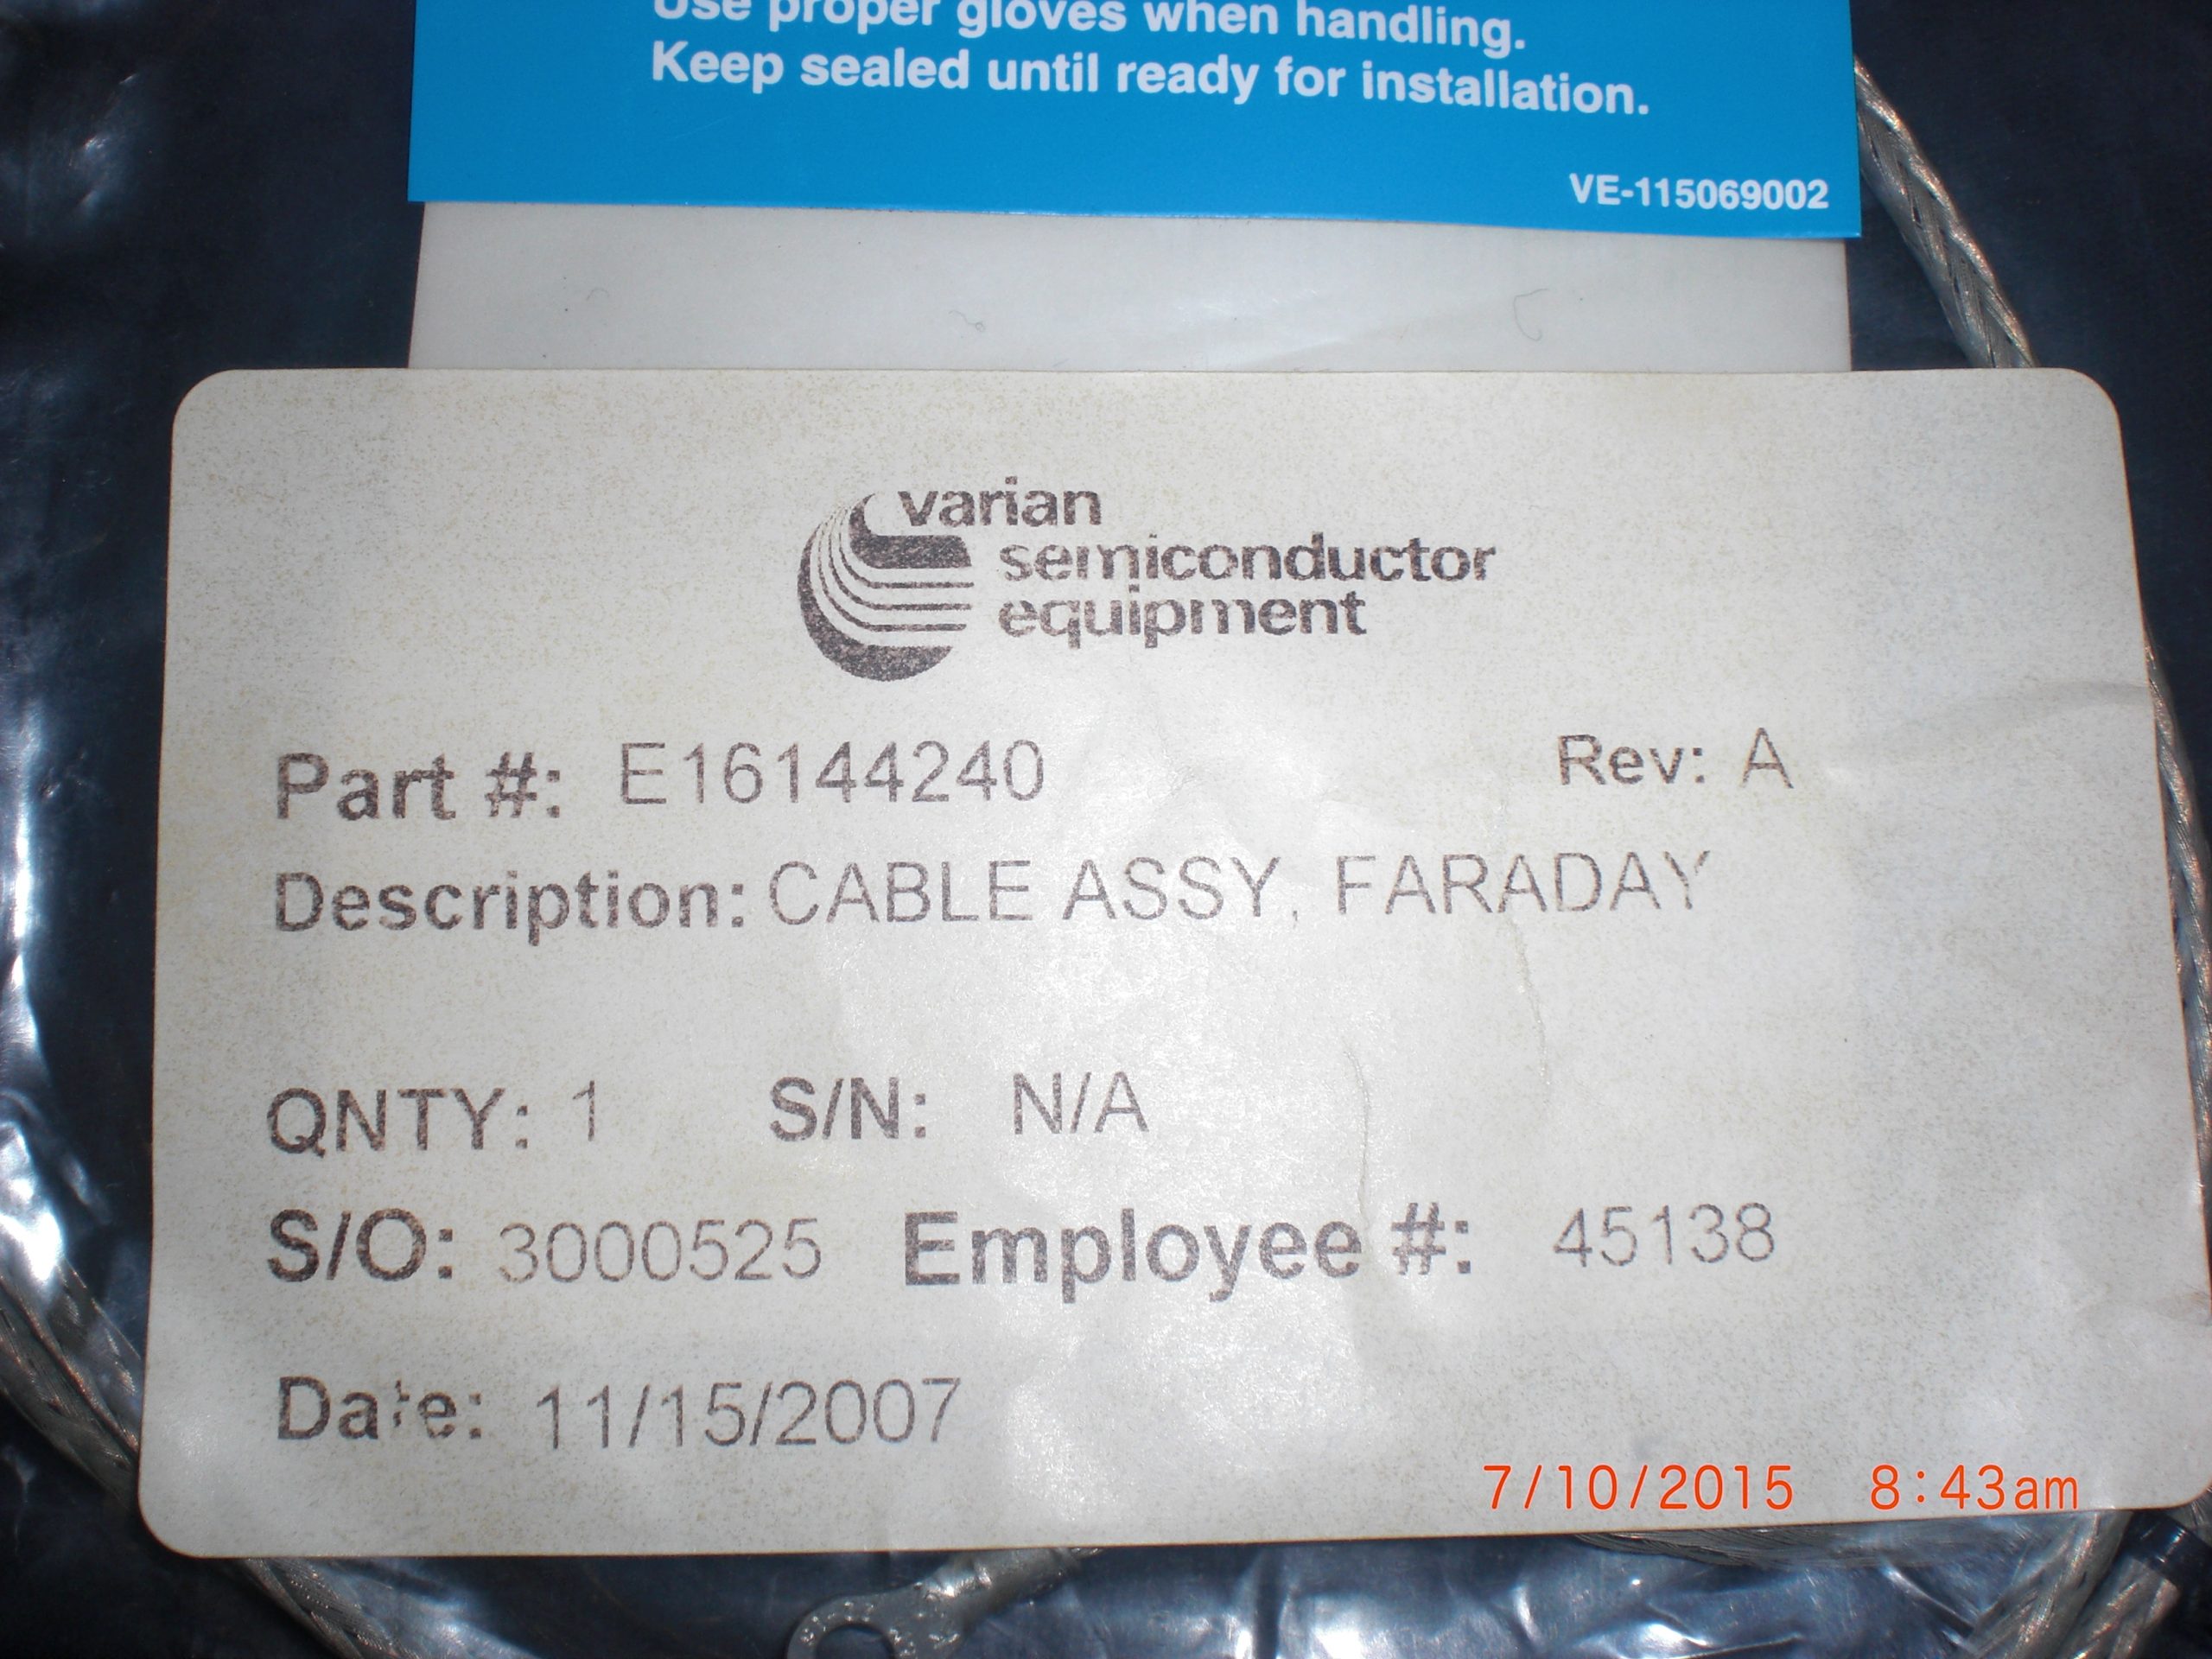 Use proper gloves when handling.
Keep sealed until ready for installation.
VE-115069002
varian
semiconductor
equipment
Part #: E16144240 Rev: A
Description: CABLE ASSY, FARADAY
QNTY: 1 S/N: N/A
S/O: 3000525 Employee #: 45138
Date: 11/15/2007
7/10/2015 8:43am